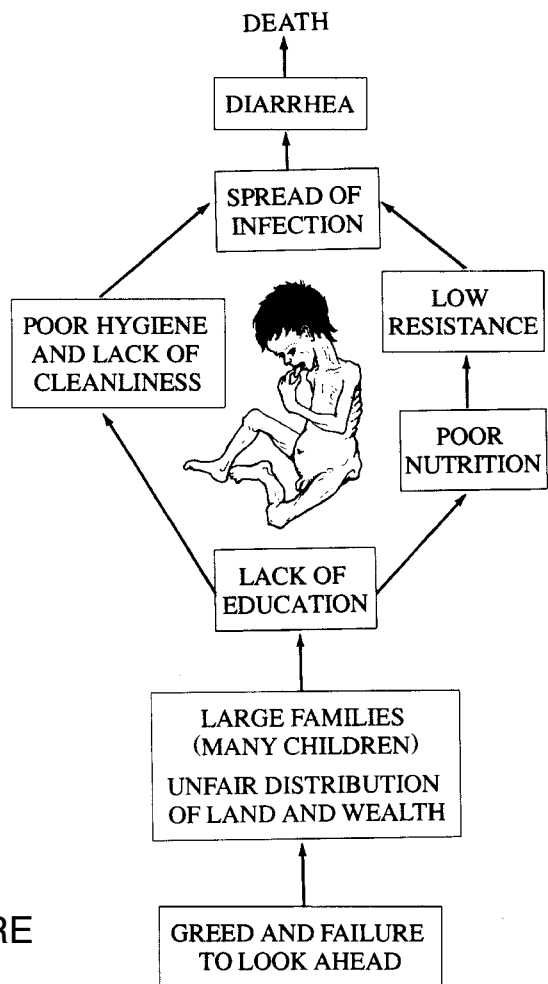 DEATH
DIARRHEA
SPREAD OF
INFECTION
POOR HYGIENE
AND LACK OF
CLEANLINESS
LOW
RESISTANCE
POOR
NUTRITION
LACK OF
EDUCATION
LARGE FAMILIES
(MANY CHILDREN)
UNFAIR DISTRIBUTION
OF LAND AND WEALTH
RE
GREED AND FAILURE
TO LOOK AHEAD